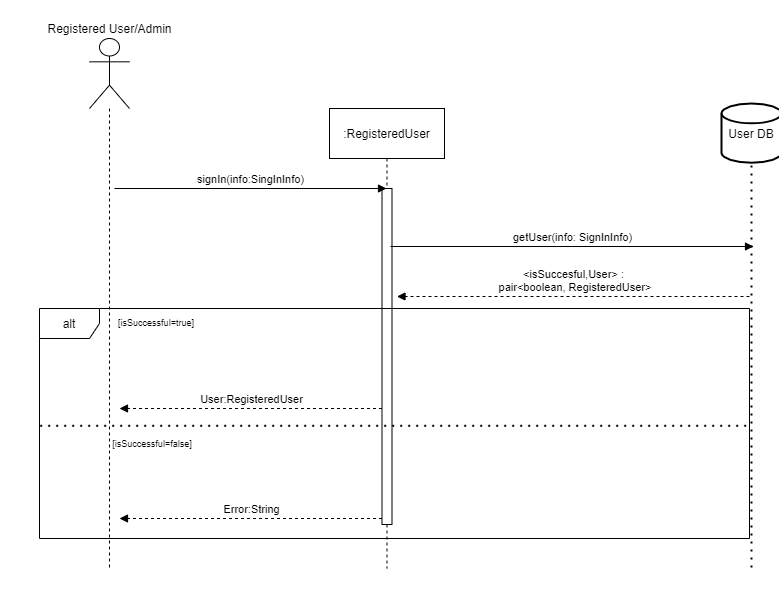 Registered User/Admin
:RegisteredUser
User DB
signIn(info:SingInInfo)
getUser(info: SignInInfo)
<isSuccesful,User> :
pair<boolean, RegisteredUser>
alt
[isSuccessful=true]
User:RegisteredUser
[isSuccessful=false]
Error:String